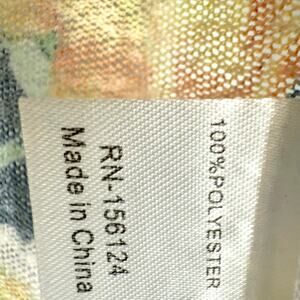 100%POLYESTER
RN-156124
Made in China